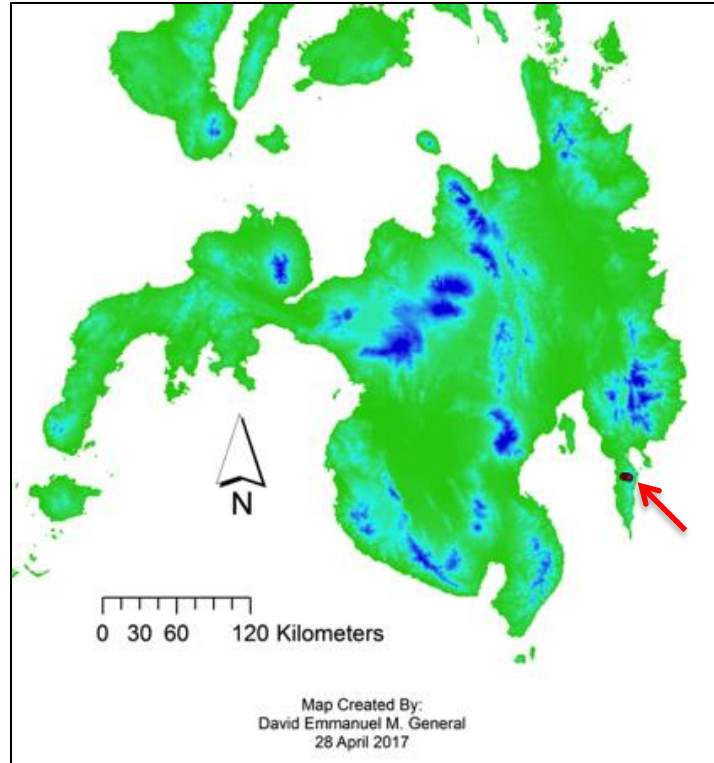 N
0 30 60 120 Kilometers
Map Created By:
David Emmanuel M. General
28 April 2017